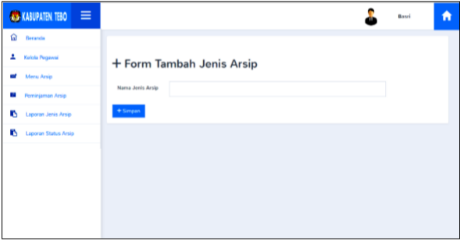 KABUPATEN TEBO
Beranda
Kelola Pegawai
Menu Arsip
Peminjaman Arsip
Laporan Jenis Arsip
Laporan Status Arsip
+ Form Tambah Jenis Arsip
Nama Jenis Arsip
+ Simpan